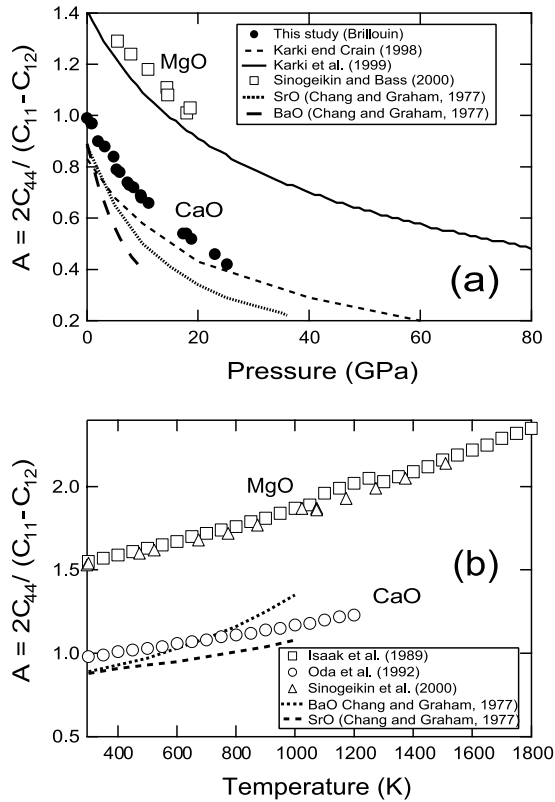 1.4
1.2
1.0
0.8
0.6
0.4
0.2
A = 2C44 / (C11 - C12)
MgO
CaO
This study (Brillouin)
Karki end Crain (1998)
Karki et al. (1999)
Sinogeikin and Bass (2000)
SrO (Chang and Graham, 1977)
BaO (Chang and Graham, 1977)
(a)
0 20 40 60 80
Pressure (GPa)
2.0
1.5
1.0
0.5
A = 2C44 / (C11 - C12)
MgO
CaO
(b)
Isaak et al. (1989)
Oda et al. (1992)
Sinogeikin et al. (2000)
BaO Chang and Graham, 1977)
SrO (Chang and Graham, 1977)
400 600 800 1000 1200 1400 1600 1800
Temperature (K)